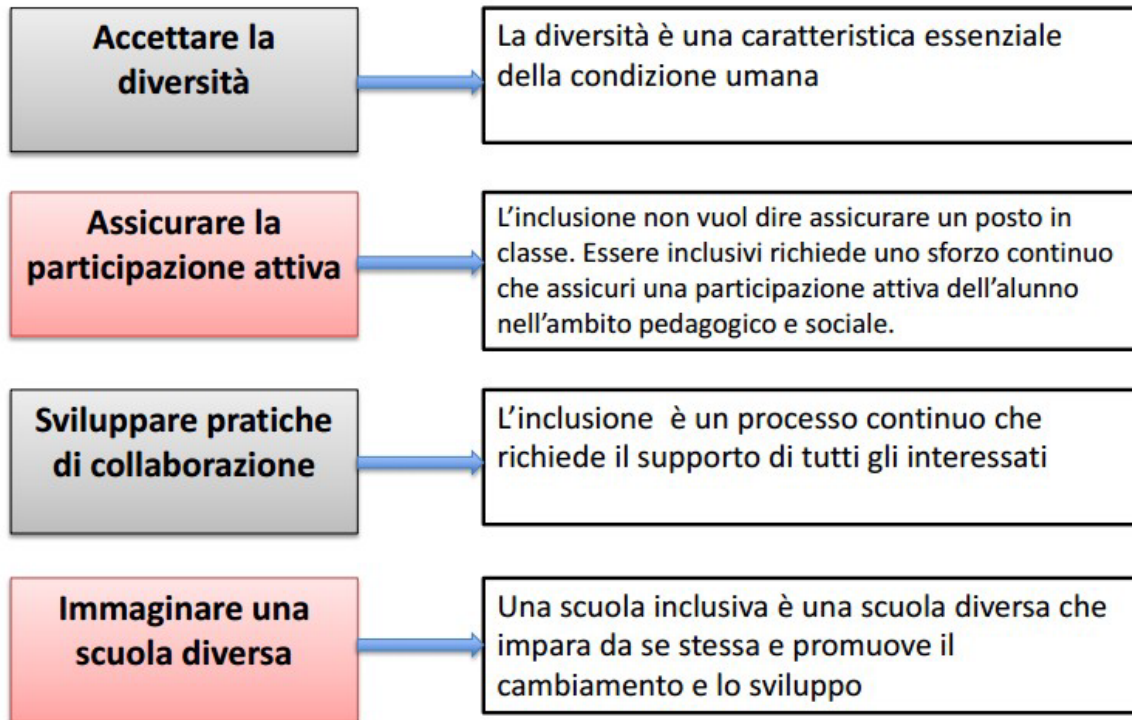 Accettare la
diversità
La diversità è una caratteristica essenziale
della condizione umana
Assicurare la
participazione attiva
L'inclusione non vuol dire assicurare un posto in
classe. Essere inclusivi richiede uno sforzo continuo
che assicuri una participazione attiva dell'alunno
nell'ambito pedagogico e sociale.
Sviluppare pratiche
di collaborazione
L'inclusione è un processo continuo che
richiede il supporto di tutti gli interessati
Immaginare una
scuola diversa
Una scuola inclusiva è una scuola diversa che
impara da se stessa e promuove il
cambiamento e lo sviluppo